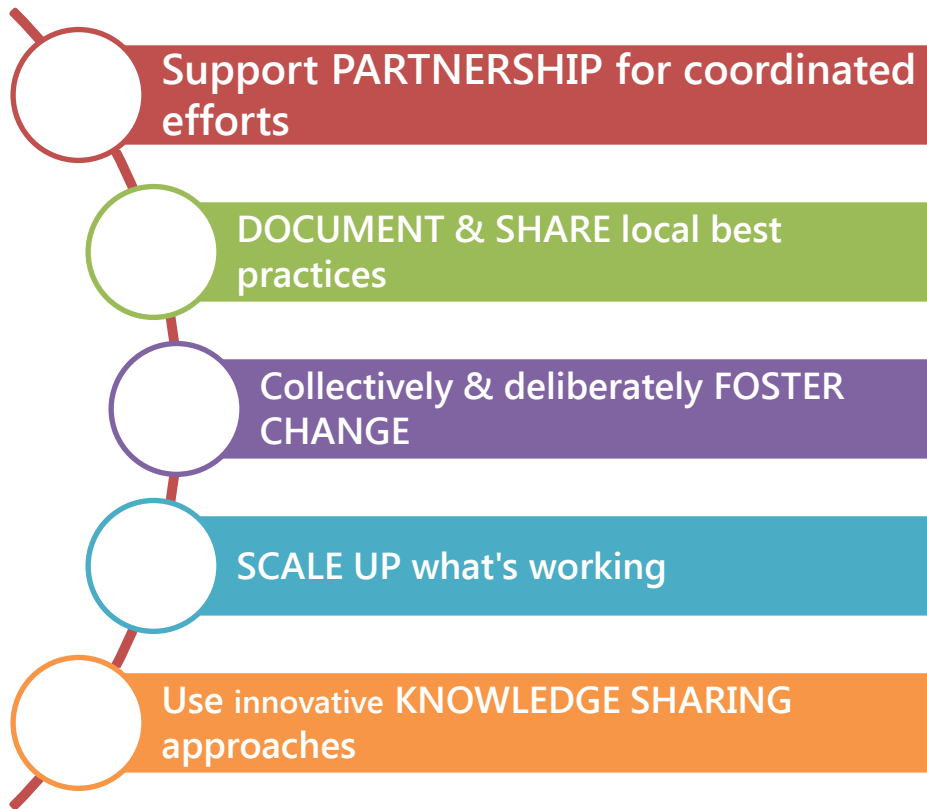 Support PARTNERSHIP for coordinated
efforts
DOCUMENT & SHARE local best
practices
Collectively & deliberately FOSTER
CHANGE
SCALE UP what's working
Use innovative KNOWLEDGE SHARING
approaches